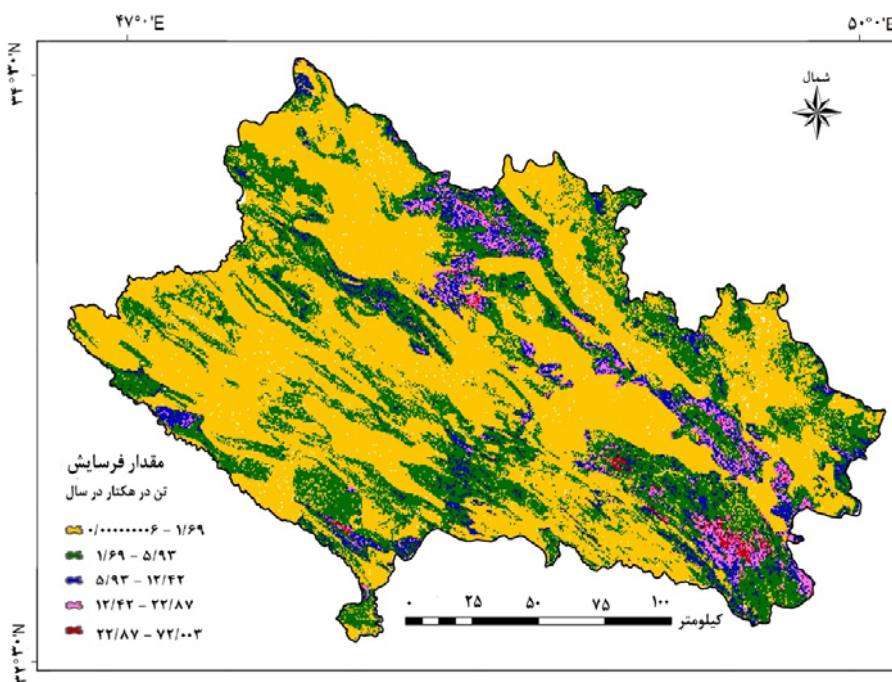 ۴۷°۰'E
۵۰°۰'E
۳۴°۳۰'N
شمال
مقدار فرسایش
تن در هکتار در سال
۰/۰۰۰۰۰۰۰۰۶ - ۱/۶۹
۱/۶۹ - ۵/۹۳
۵/۹۳ - ۱۲/۴۲
۱۲/۴۲ - ۲۲/۸۷
۲۲/۸۷ - ۷۲/۰۰۳
۰ ۲۵ ۵۰ ۷۵ ۱۰۰
کیلومتر
۳۲°۳۰'N